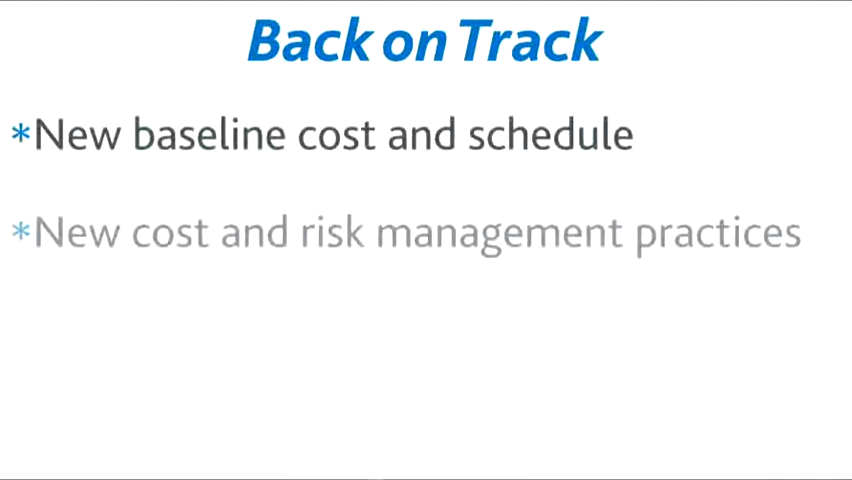 Back on Track
*New baseline cost and schedule
*New cost and risk management practices